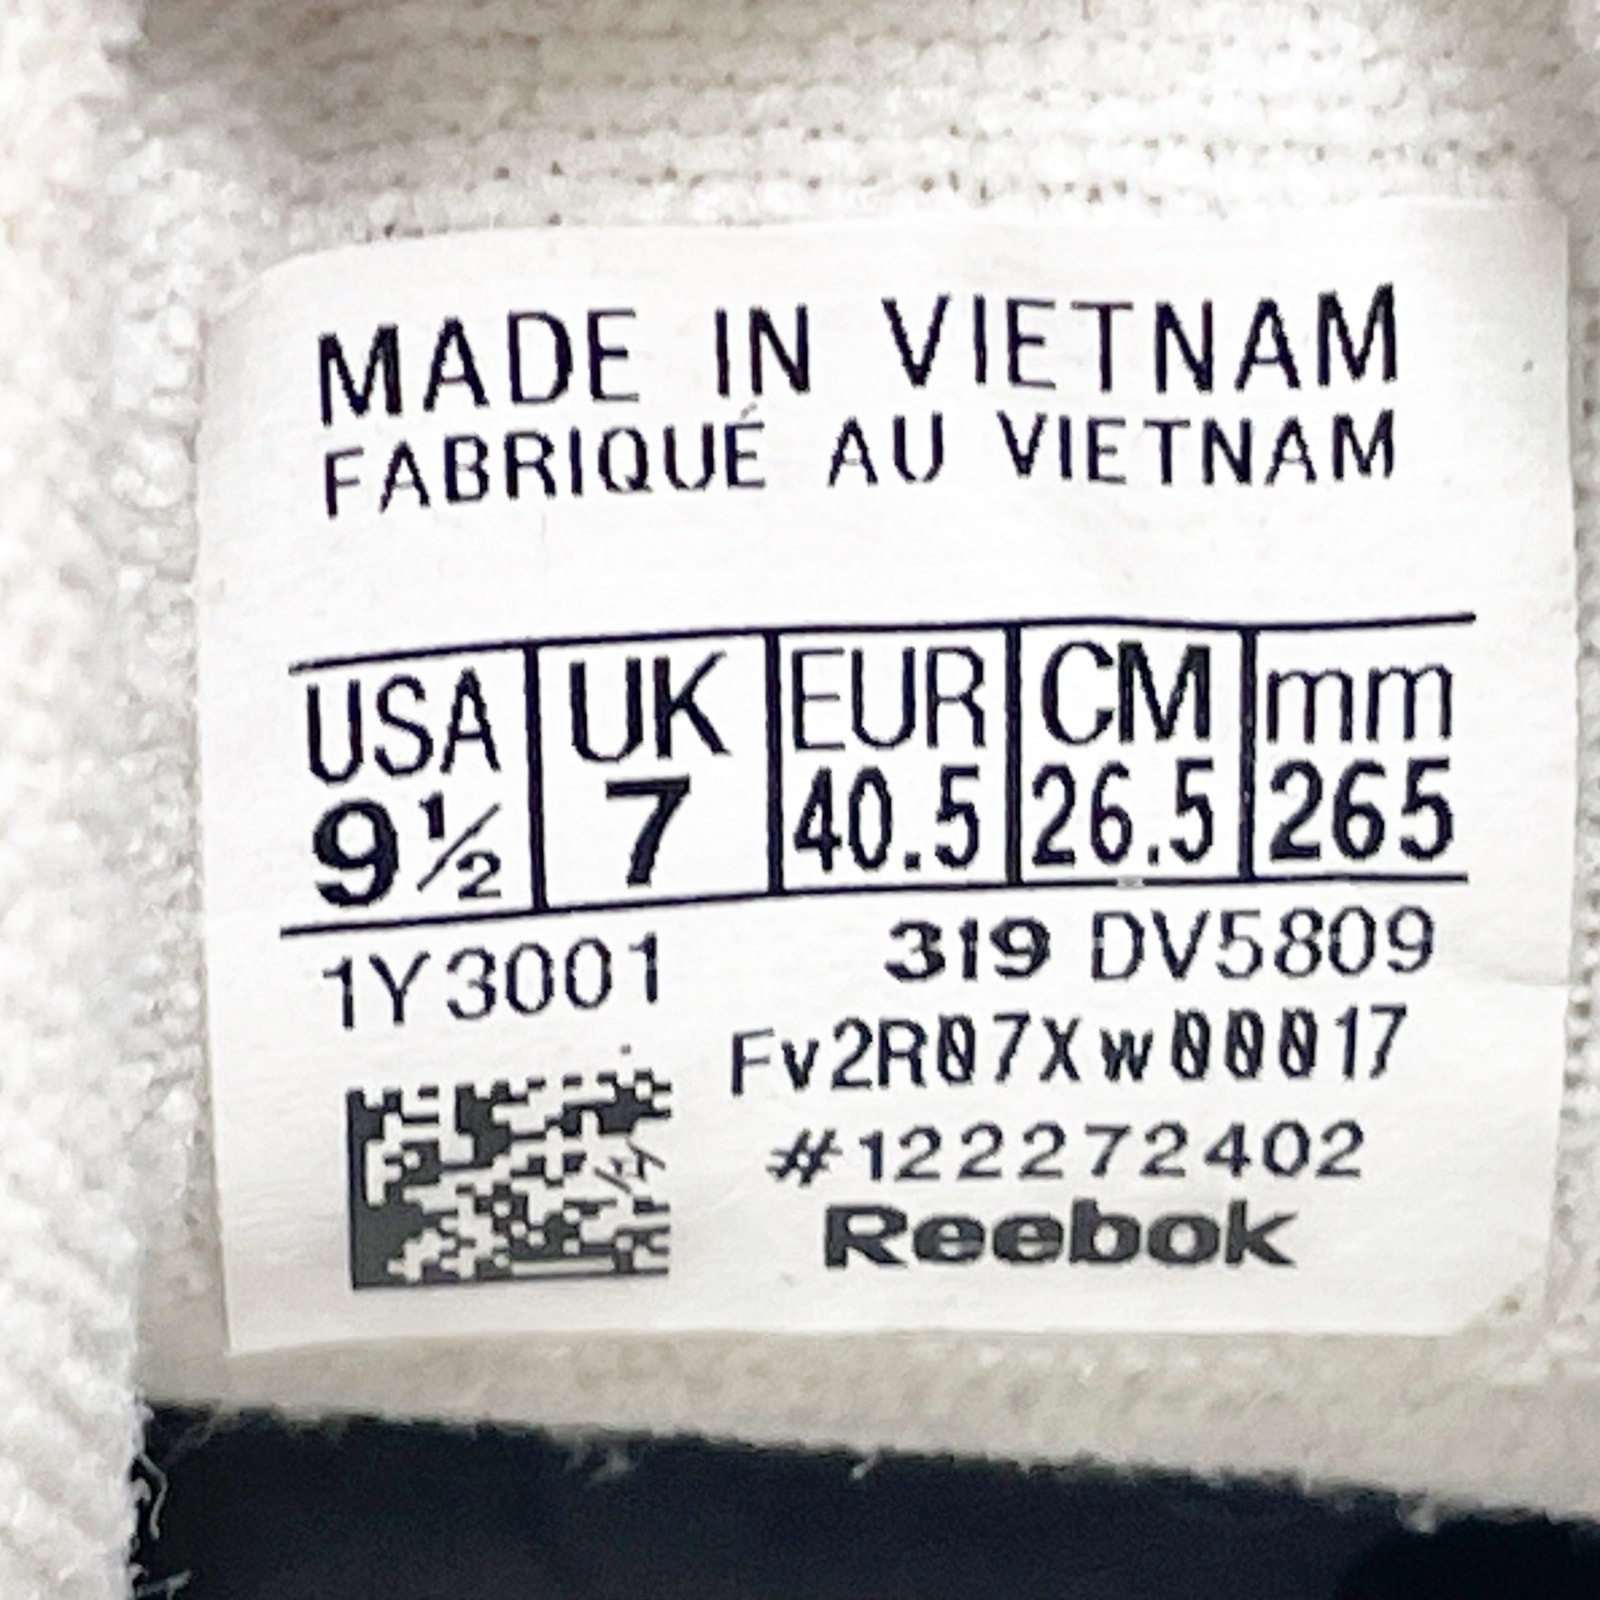 MADE IN VIETNAM
FABRIQUÉ AU VIETNAM
USA UK EUR CM mm
9½ 7 40.5 26.5 265
1Y3001 319 DV5809
Fv2R07Xw00017
#122272402
Reebok